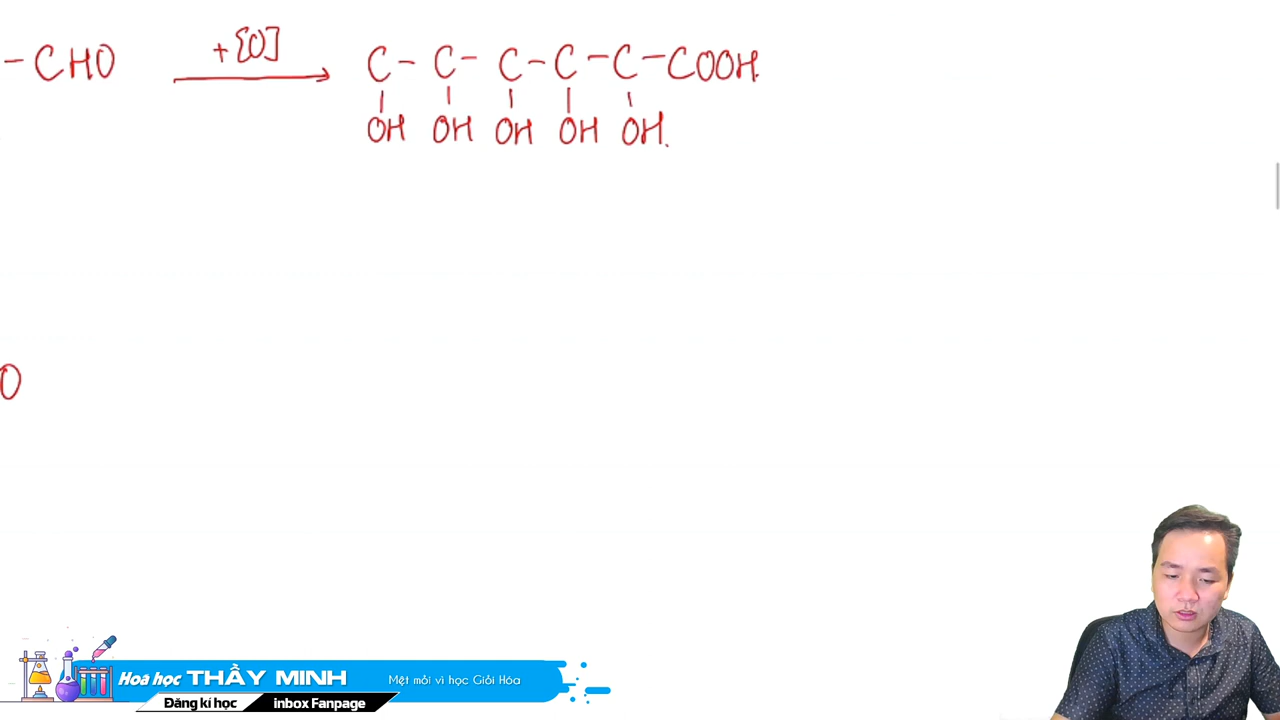 - CHO + [O] C - C - C - C - C - COOH.
OH OH OH OH OH.
O
Hoá học THẦY MINH
Mệt mỏi vì học Giỏi Hóa
Đăng kí học
inbox Fanpage